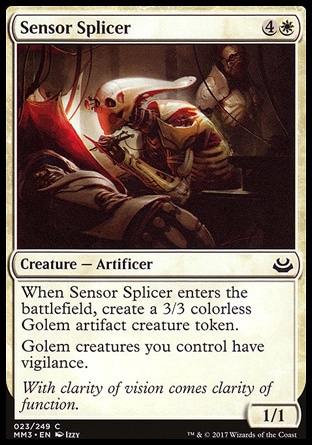 Sensor Splicer 4
Creature — Artificer
When Sensor Splicer enters the
battlefield, create a 3/3 colorless
Golem artifact creature token.
Golem creatures you control have
vigilance.
With clarity of vision comes clarity of
function.
1/1
023/249 C
MM3 • EN Izzy
™ & © 2017 Wizards of the Coast